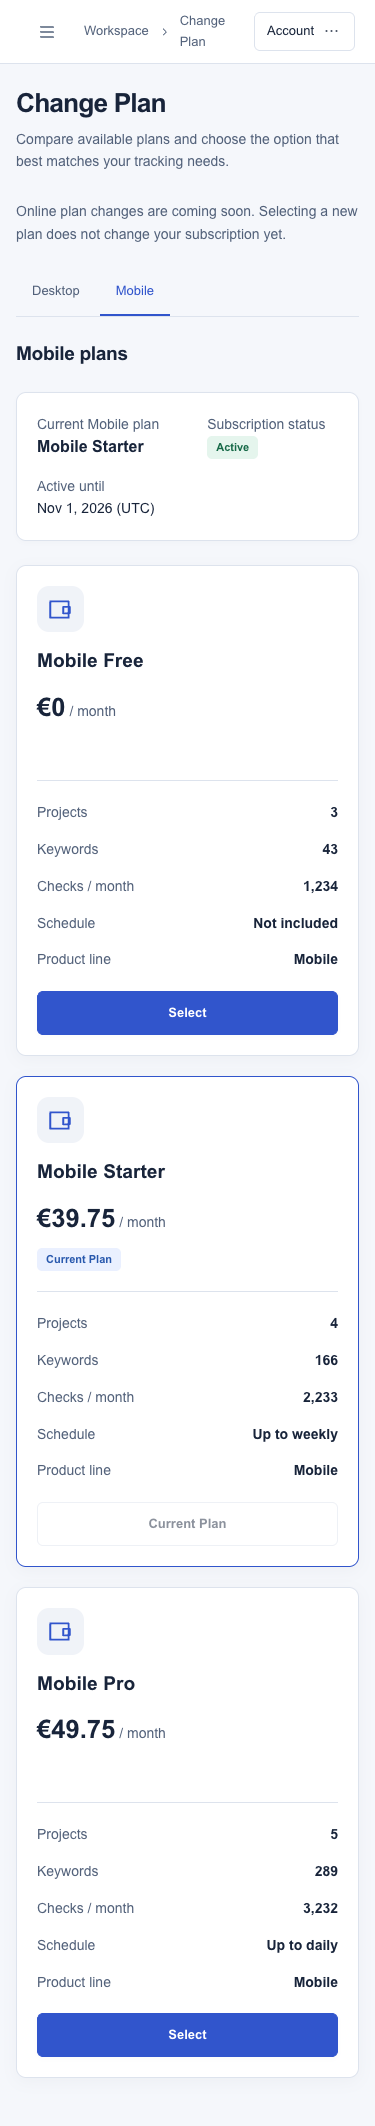 Workspace
Change
Plan
Account ...
Change Plan
Compare available plans and choose the option that
best matches your tracking needs.
Online plan changes are coming soon. Selecting a new
plan does not change your subscription yet.
Desktop
Mobile
Mobile plans
Current Mobile plan
Mobile Starter
Subscription status
Active
Active until
Nov 1, 2026 (UTC)
Mobile Free
€0 / month
Projects 3
Keywords 43
Checks / month 1,234
Schedule Not included
Product line Mobile
Select
Mobile Starter
€39.75 / month
Current Plan
Projects 4
Keywords 166
Checks / month 2,233
Schedule Up to weekly
Product line Mobile
Current Plan
Mobile Pro
€49.75 / month
Projects 5
Keywords 289
Checks / month 3,232
Schedule Up to daily
Product line Mobile
Select